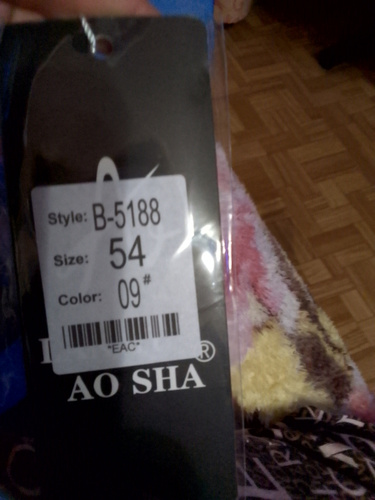 Style: B-5188
Size: 54
Color: 09#
*EAC*
®
AO SHA